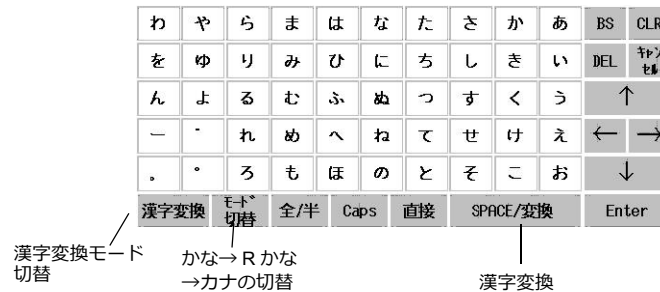 わ や ら ま は な た さ か あ BS CLR
を ゆ り み ひ に ち し き い DEL ｷｬﾝｾﾙ
ん よ る む ふ ぬ つ す く う ↑
ー ゛ れ め へ ね て せ け え ← →
。 ゜ ろ も ほ の と そ こ お ↓
漢字変換 ﾓｰﾄﾞ切替 全/半 Caps 直接 SPACE/変換 Enter
漢字変換モード
切替
かな→Rかな
→カナの切替
漢字変換